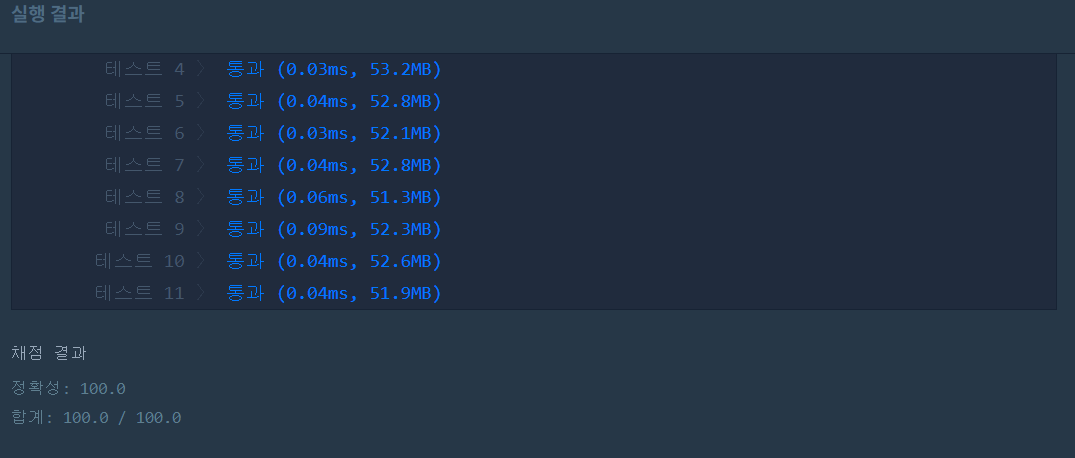 실행 결과
테스트 4 〉 통과 (0.03ms, 53.2MB)
테스트 5 〉 통과 (0.04ms, 52.8MB)
테스트 6 〉 통과 (0.03ms, 52.1MB)
테스트 7 〉 통과 (0.04ms, 52.8MB)
테스트 8 〉 통과 (0.06ms, 51.3MB)
테스트 9 〉 통과 (0.09ms, 52.3MB)
테스트 10 〉 통과 (0.04ms, 52.6MB)
테스트 11 〉 통과 (0.04ms, 51.9MB)
채점 결과
정확성: 100.0
합계: 100.0 / 100.0